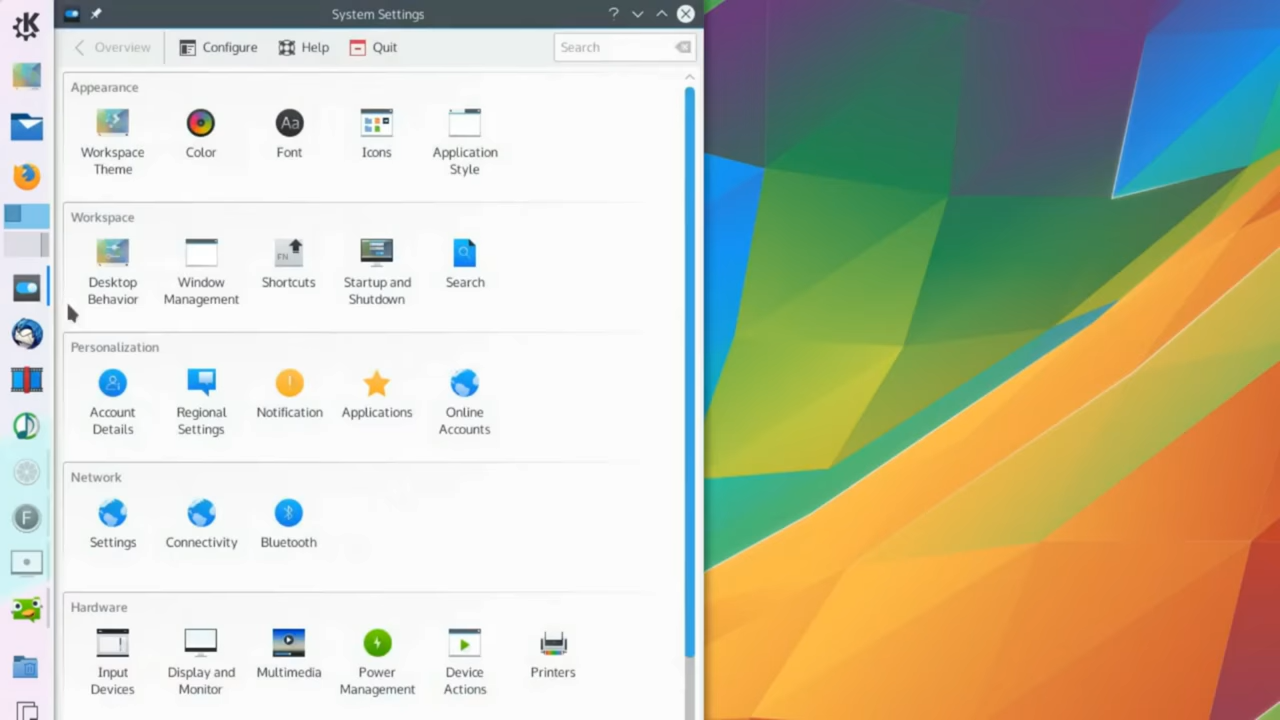 System Settings
Overview
Configure
Help
Quit
Search
Appearance
Workspace
Theme
Color
Font
Icons
Application
Style
Workspace
Desktop
Behavior
Window
Management
Shortcuts
Startup and
Shutdown
Search
Personalization
Account
Details
Regional
Settings
Notification
Applications
Online
Accounts
Network
Settings
Connectivity
Bluetooth
Hardware
Input
Devices
Display and
Monitor
Multimedia
Power
Management
Device
Actions
Printers
Aa
FN
F
K
?